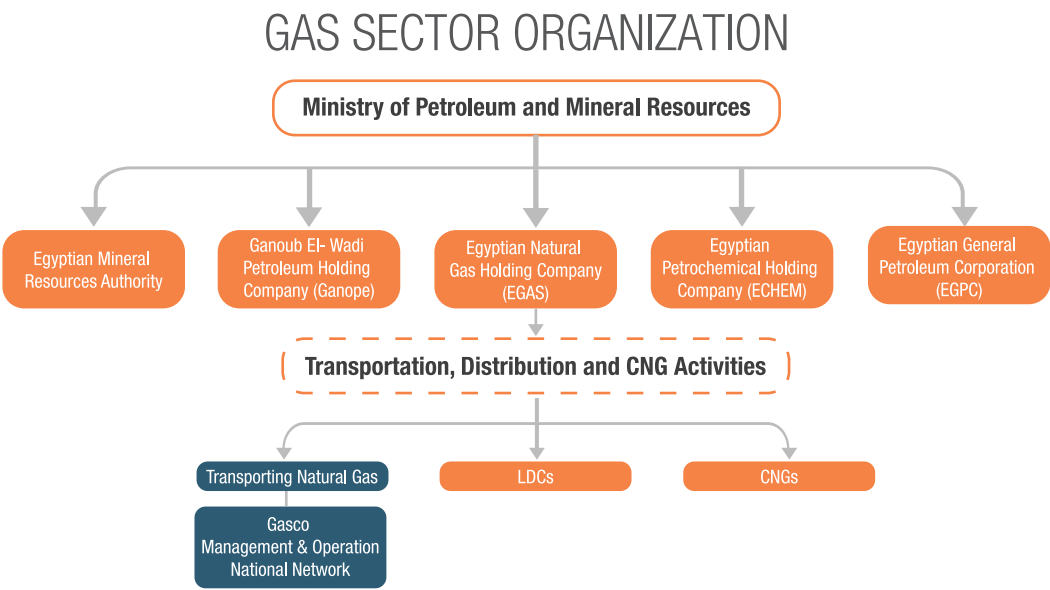 GAS SECTOR ORGANIZATION
Ministry of Petroleum and Mineral Resources
Egyptian Mineral
Resources Authority
Ganoub El- Wadi
Petroleum Holding
Company (Ganope)
Egyptian Natural
Gas Holding Company
(EGAS)
Egyptian
Petrochemical Holding
Company (ECHEM)
Egyptian General
Petroleum Corporation
(EGPC)
Transportation, Distribution and CNG Activities
Transporting Natural Gas
LDCs
CNGs
Gasco
Management & Operation
National Network